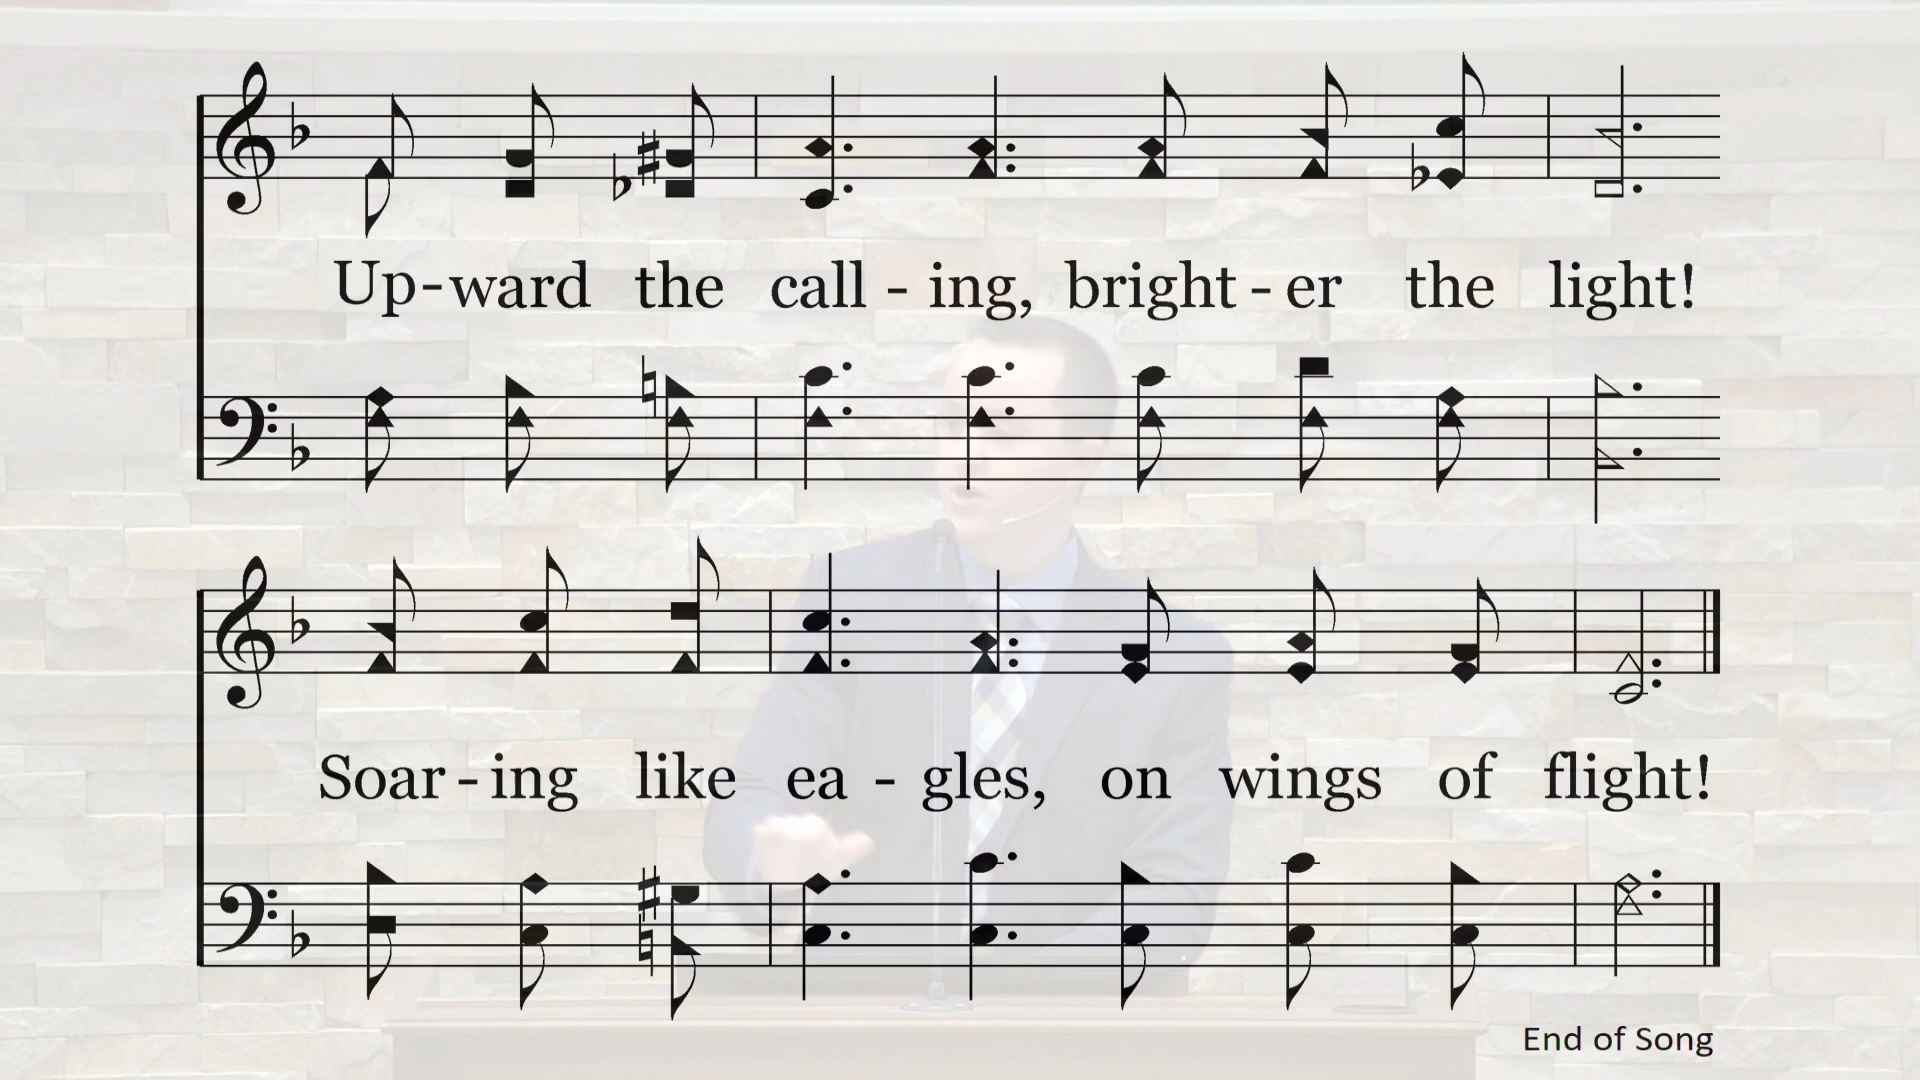 Up-ward the call - ing, bright - er the light!
Soar - ing like ea - gles, on wings of flight!
End of Song